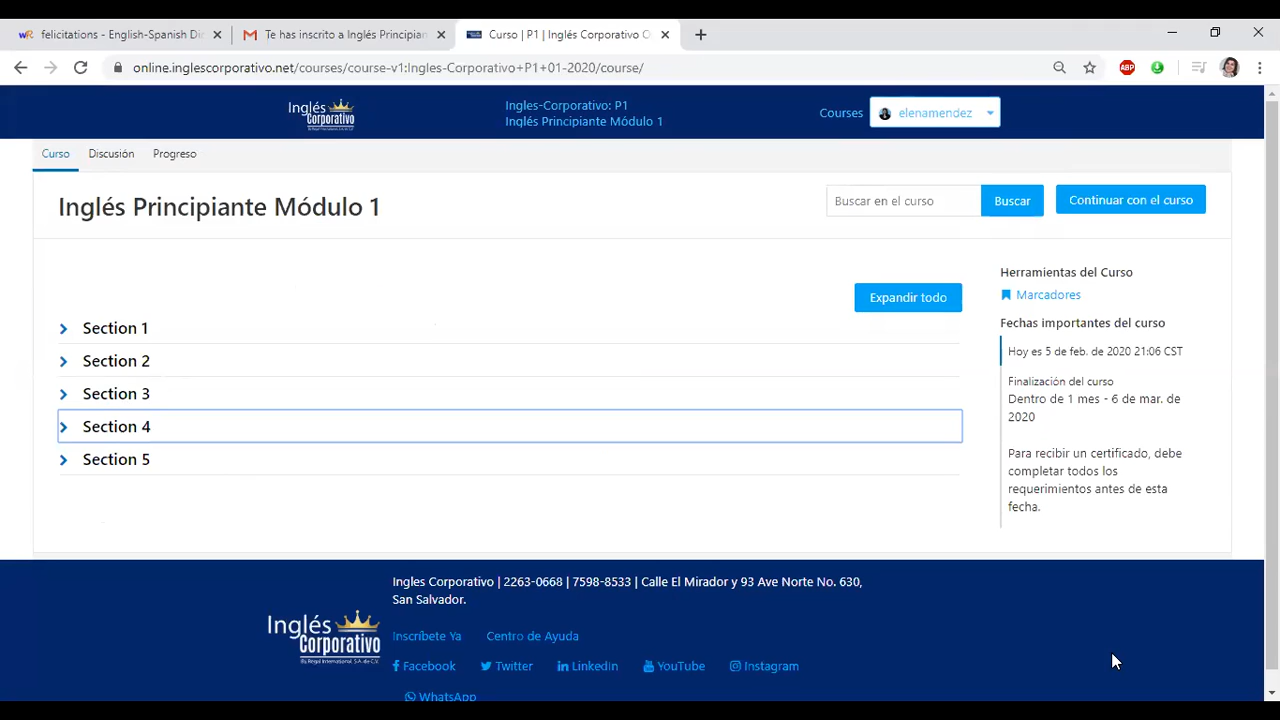 felicitations - English-Spanish Di
Te has inscrito a Inglés Principian
Curso | P1 | Inglés Corporativo O
online.inglescorporativo.net/courses/course-v1:Ingles-Corporativo+P1+01-2020/course/
Inglés Corporativo
Ingles-Corporativo: P1
Inglés Principiante Módulo 1
Courses
elenamendez
Curso
Discusión
Progreso
Inglés Principiante Módulo 1
Buscar en el curso
Buscar
Continuar con el curso
Expandir todo
Section 1
Section 2
Section 3
Section 4
Section 5
Herramientas del Curso
Marcadores
Fechas importantes del curso
Hoy es 5 de feb. de 2020 21:06 CST
Finalización del curso
Dentro de 1 mes - 6 de mar. de
2020
Para recibir un certificado, debe
completar todos los
requerimientos antes de esta
fecha.
Ingles Corporativo | 2263-0668 | 7598-8533 | Calle El Mirador y 93 Ave Norte No. 630,
San Salvador.
Inglés
Corporativo
Inscríbete Ya
Centro de Ayuda
Facebook
Twitter
LinkedIn
YouTube
Instagram
WhatsApp